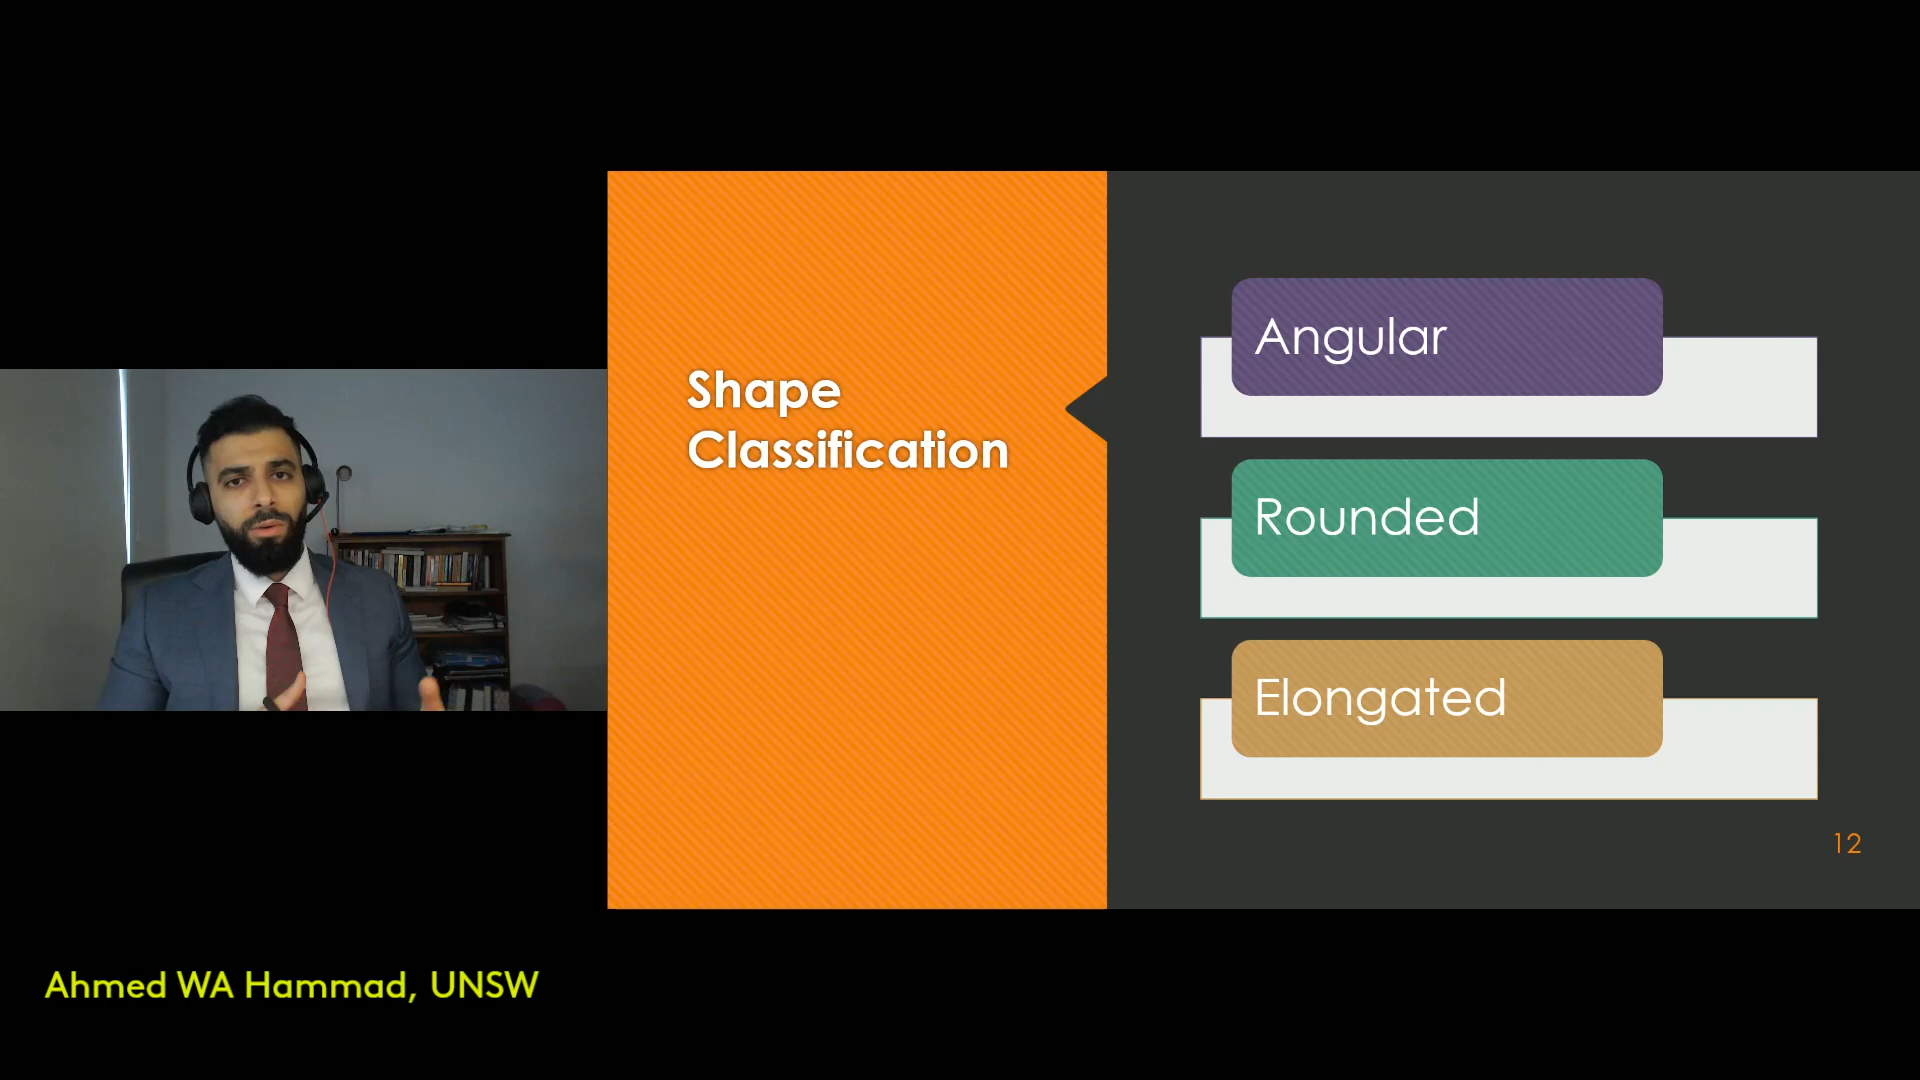 Shape
Classification
Angular
Rounded
Elongated
12
Ahmed WA Hammad, UNSW